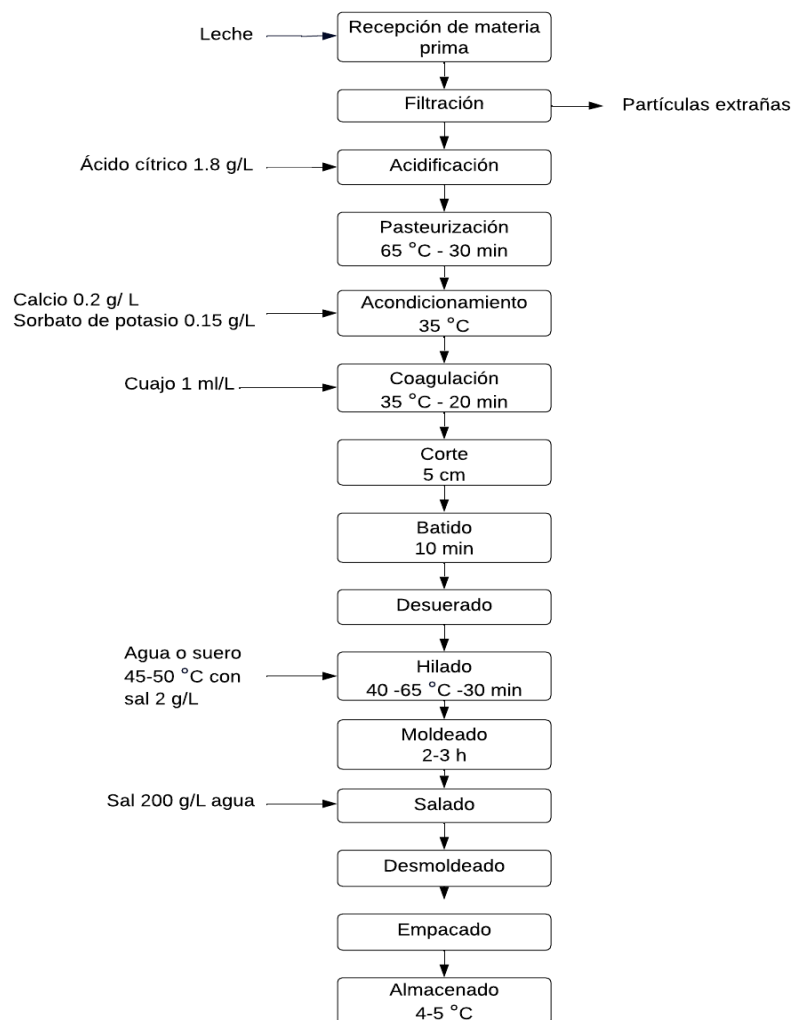 Leche
Recepción de materia
prima
Filtración
Partículas extrañas
Ácido cítrico 1.8 g/L
Acidificación
Pasteurización
65 °C - 30 min
Calcio 0.2 g/ L
Sorbato de potasio 0.15 g/L
Acondicionamiento
35 °C
Cuajo 1 ml/L
Coagulación
35 °C - 20 min
Corte
5 cm
Batido
10 min
Desuerado
Agua o suero
45-50 °C con
sal 2 g/L
Hilado
40 -65 °C -30 min
Moldeado
2-3 h
Sal 200 g/L agua
Salado
Desmoldeado
Empacado
Almacenado
4-5 °C